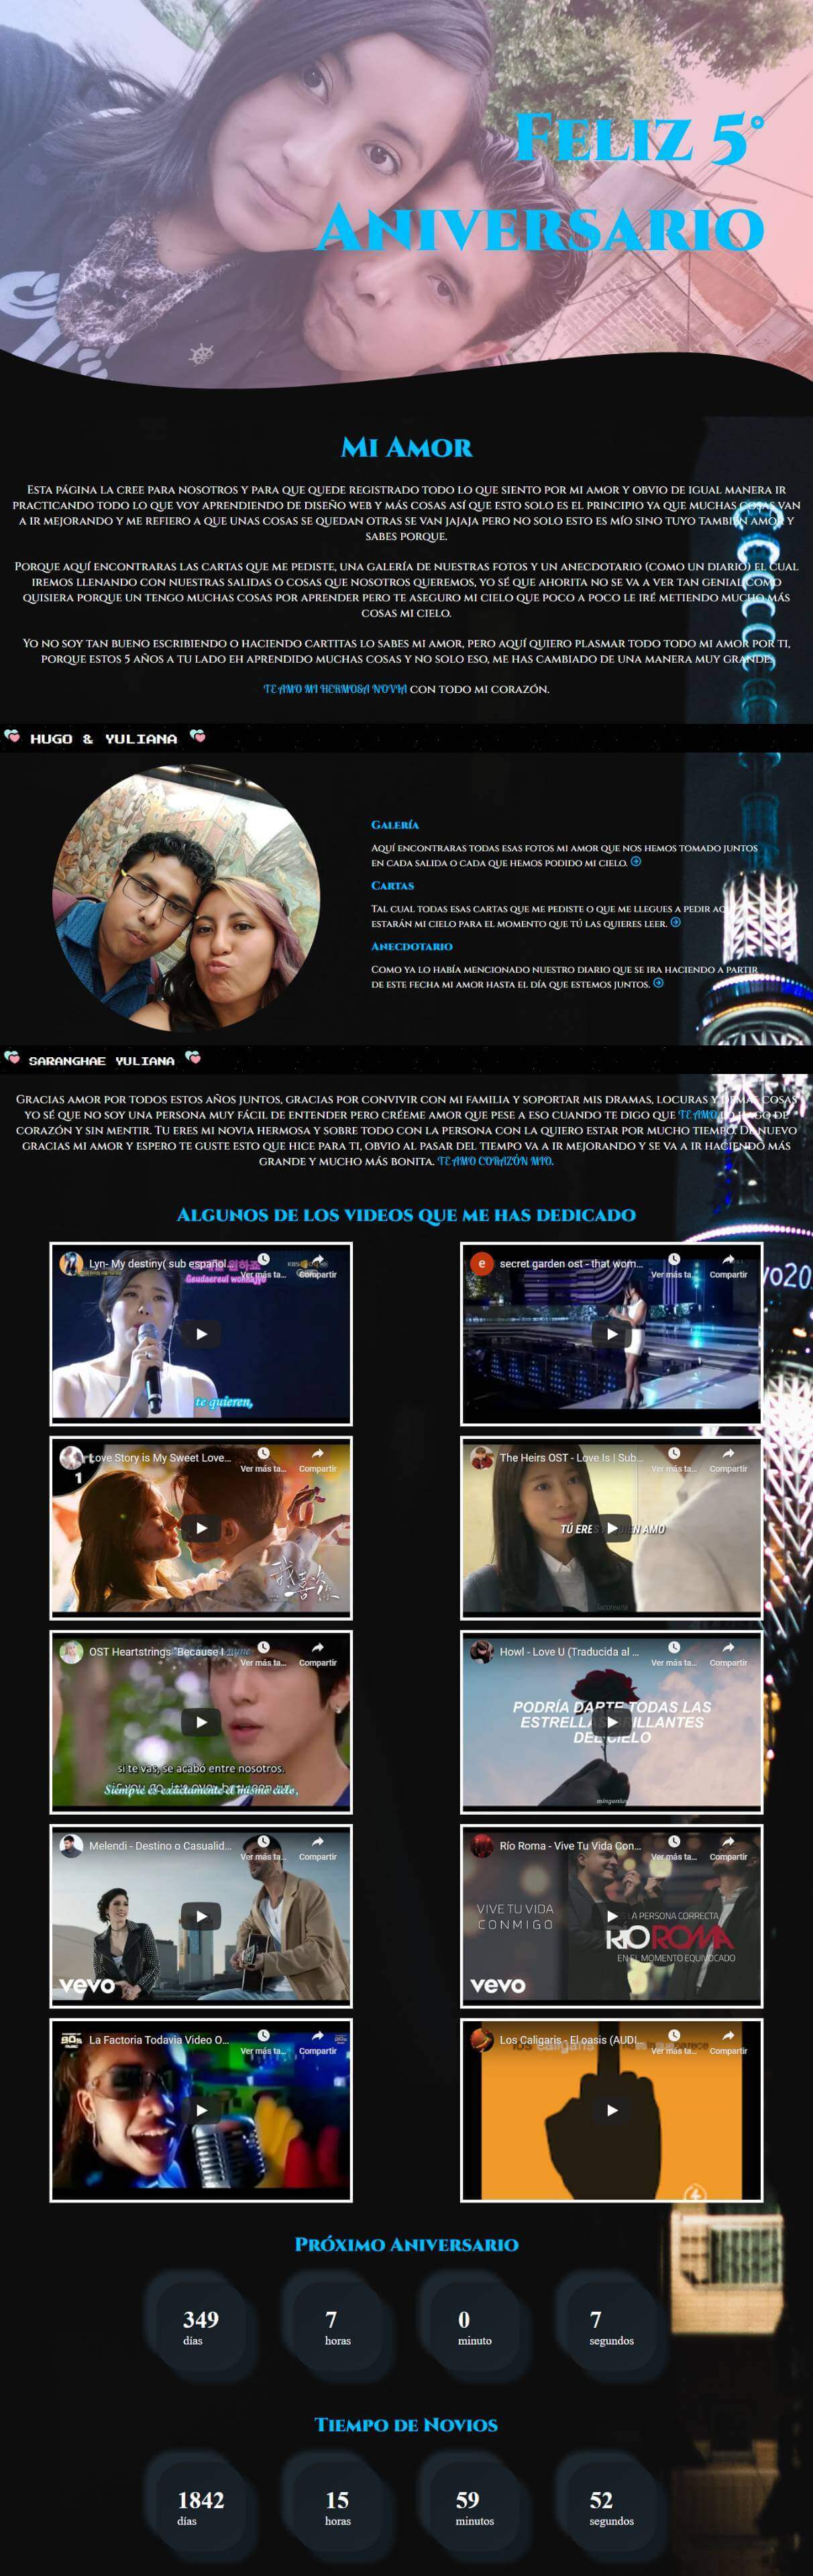 Feliz 5°
Aniversario
Mi Amor
Esta página la cree para nosotros y para que quede registrado todo lo que siento por mi amor y obvio de igual manera ir
practicando todo lo que voy aprendiendo de diseño web y más cosas así que esto solo es el principio ya que muchas cosas van
a ir mejorando y me refiero a que unas cosas se quedan otras se van jajaja pero no solo esto es mío sino tuyo también amor y
sabes porque.
Porque aquí encontraras las cartas que me pediste, una galería de nuestras fotos y un anecdotario (como un diario) el cual
iremos llenando con nuestras salidas o cosas que nosotros queremos, yo sé que ahorita no se va a ver tan genial como
quisiera porque un tengo muchas cosas por aprender pero te aseguro mi cielo que poco a poco le iré metiendo mucho más
cosas mi cielo.
Yo no soy tan bueno escribiendo o haciendo cartitas lo sabes mi amor, pero aquí quiero plasmar todo todo mi amor por ti,
porque estos 5 años a tu lado eh aprendido muchas cosas y no solo eso, me has cambiado de una manera muy grande.
Te amo mi hermosa novia con todo mi corazón.
HUGO & YULIANA
Galería
Aquí encontraras todas esas fotos mi amor que nos hemos tomado juntos
en cada salida o cada que hemos podido mi cielo.
Cartas
Tal cual todas esas cartas que me pediste o que me llegues a pedir
estarán mi cielo para el momento que tú las quieres leer.
Anecdotario
Como ya lo había mencionado nuestro diario que se ira haciendo a partir
de este fecha mi amor hasta el día que estemos juntos.
SARANGHAE YULIANA
Gracias amor por todos estos años juntos, gracias por convivir con mi familia y soportar mis dramas, locuras y demás cosas
yo sé que no soy una persona muy fácil de entender pero créeme amor que pese a eso cuando te digo que Te amo lo hago de
corazón y sin mentir. Tu eres mi novia hermosa y sobre todo con la persona con la quiero estar por mucho tiempo. De nuevo
gracias mi amor y espero te guste esto que hice para ti, obvio al pasar del tiempo va a ir mejorando y se va a ir haciendo más
grande y mucho más bonita. Te amo corazón mio.
Algunos de los videos que me has dedicado
Lyn- My destiny( sub español...
Ver más ta... Compartir
Geudaereul
te quieren,
secret garden ost - that wom...
Ver más ta... Compartir
yo20
Love Story is My Sweet Love...
Ver más ta... Compartir
1
我喜欢你
The Heirs OST - Love Is | Sub...
Ver más ta... Compartir
TÚ ERES QUIEN AMO
OST Heartstrings "Because I
Ver más ta... Compartir
si te vas, se acabó entre nosotros.
Siempre es exactamente el mismo cielo,
Howl - Love U (Traducida al ...
Ver más ta... Compartir
PODRÍA DARTE TODAS LAS
ESTRELLAS BRILLANTES
DEL CIELO
Melendi - Destino o Casualid...
Ver más ta... Compartir
vevo
Río Roma - Vive Tu Vida Con...
Ver más ta... Compartir
VIVE TU VIDA
CONMIGO
LA PERSONA CORRECTA
RÍO ROMA
EN EL MOMENTO EQUIVOCADO
vevo
La Factoria Todavia Video O...
Ver más ta... Compartir
80s
Los Caligaris - El oasis (AUDI...
Ver más ta... Compartir
Próximo Aniversario
349 7 0 7
días horas minuto segundos
Tiempo de Novios
1842 15 59 52
días horas minutos segundos